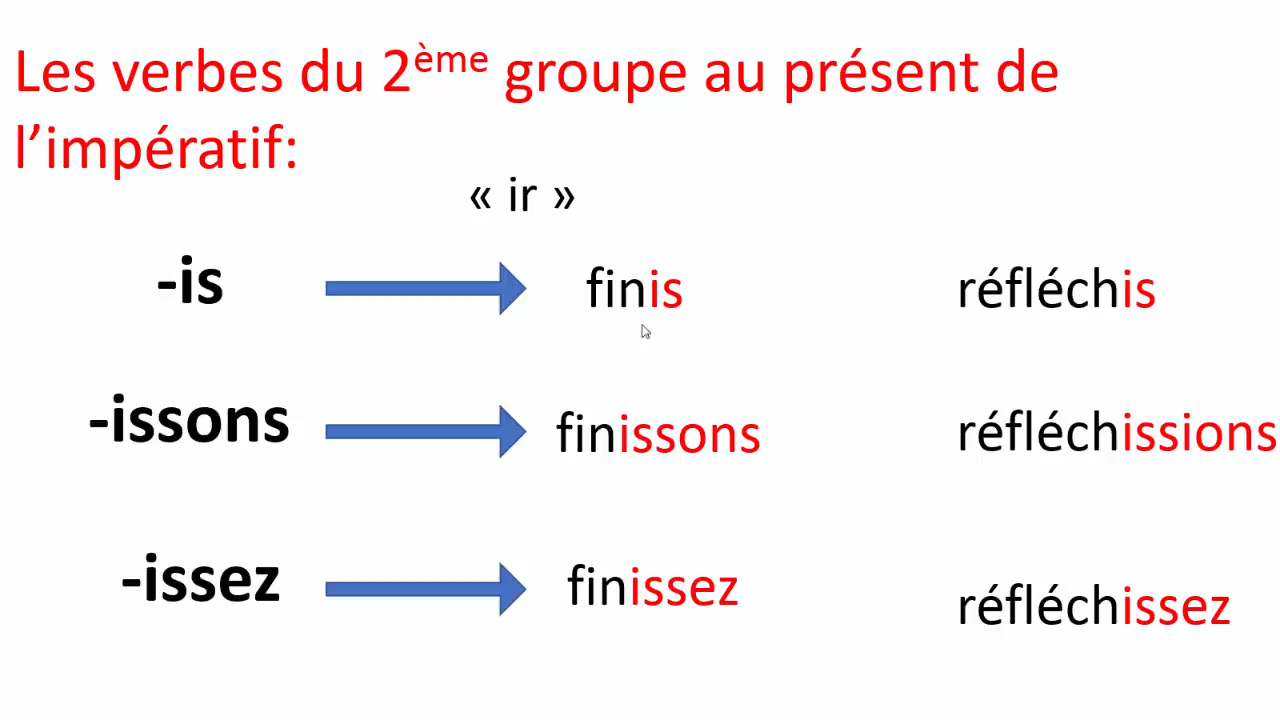 Les verbes du 2ème groupe au présent de
l’impératif:
« ir »
-is finis réfléchis
-issons finissons réfléchissions
-issez finissez réfléchissez